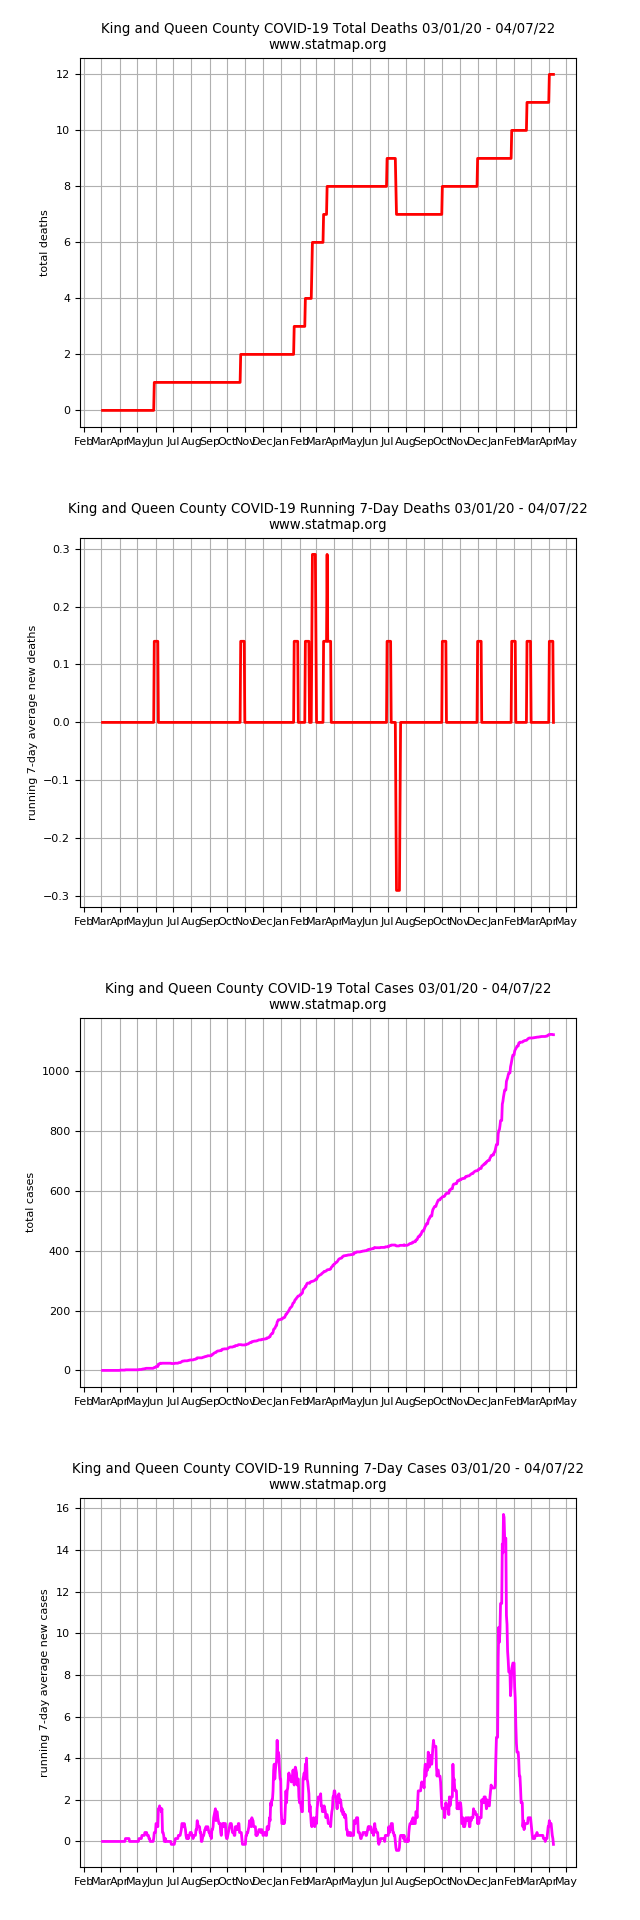 King and Queen County COVID-19 Total Deaths 03/01/20 - 04/07/22
www.statmap.org
12
10
8
6
4
2
0
total deaths
Feb Mar Apr May Jun Jul Aug Sep Oct Nov Dec Jan Feb Mar Apr May Jun Jul Aug Sep Oct Nov Dec Jan Feb Mar Apr May
King and Queen County COVID-19 Running 7-Day Deaths 03/01/20 - 04/07/22
www.statmap.org
0.3
0.2
0.1
0.0
−0.1
−0.2
−0.3
running 7-day average new deaths
Feb Mar Apr May Jun Jul Aug Sep Oct Nov Dec Jan Feb Mar Apr May Jun Jul Aug Sep Oct Nov Dec Jan Feb Mar Apr May
King and Queen County COVID-19 Total Cases 03/01/20 - 04/07/22
www.statmap.org
1000
800
600
400
200
0
total cases
Feb Mar Apr May Jun Jul Aug Sep Oct Nov Dec Jan Feb Mar Apr May Jun Jul Aug Sep Oct Nov Dec Jan Feb Mar Apr May
King and Queen County COVID-19 Running 7-Day Cases 03/01/20 - 04/07/22
www.statmap.org
16
14
12
10
8
6
4
2
0
running 7-day average new cases
Feb Mar Apr May Jun Jul Aug Sep Oct Nov Dec Jan Feb Mar Apr May Jun Jul Aug Sep Oct Nov Dec Jan Feb Mar Apr May